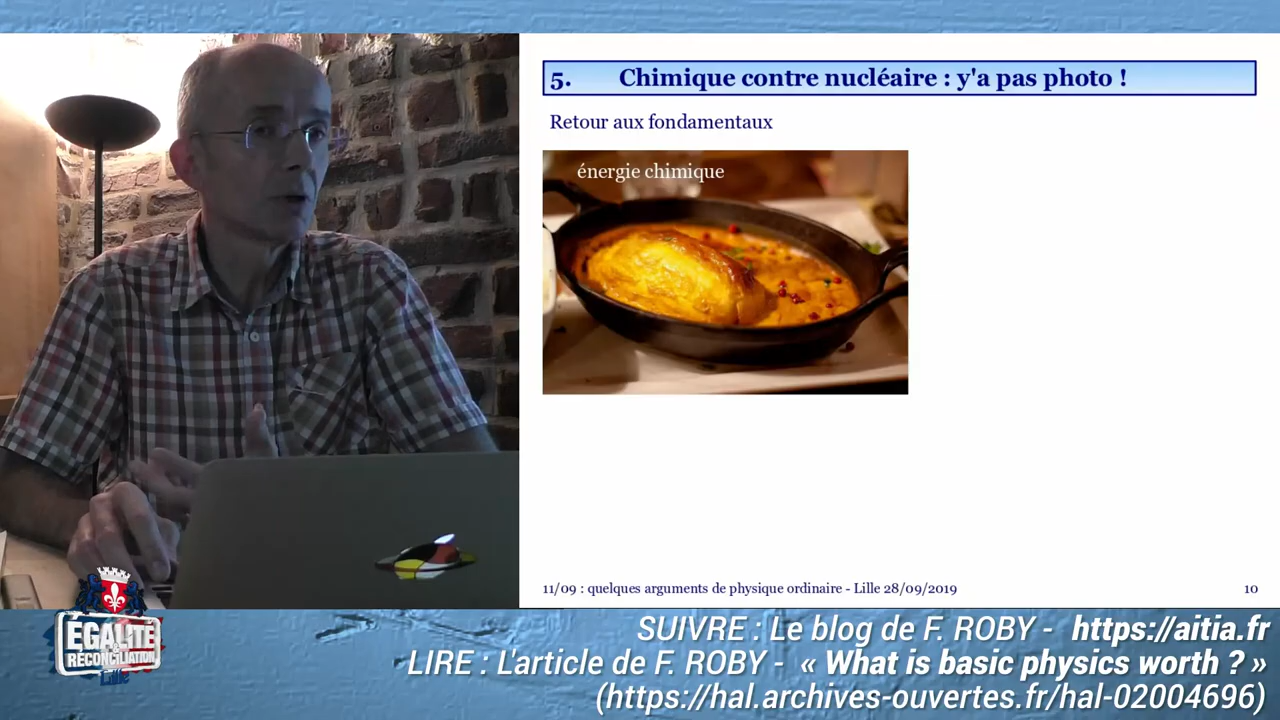 5. Chimique contre nucléaire : y'a pas photo !
Retour aux fondamentaux
énergie chimique
11/09 : quelques arguments de physique ordinaire - Lille 28/09/2019 10
ÉGALITÉ
&
RÉCONCILIATION
Lille
SUIVRE : Le blog de F. ROBY - https://aitia.fr
LIRE : L'article de F. ROBY - « What is basic physics worth ? »
(https://hal.archives-ouvertes.fr/hal-02004696)